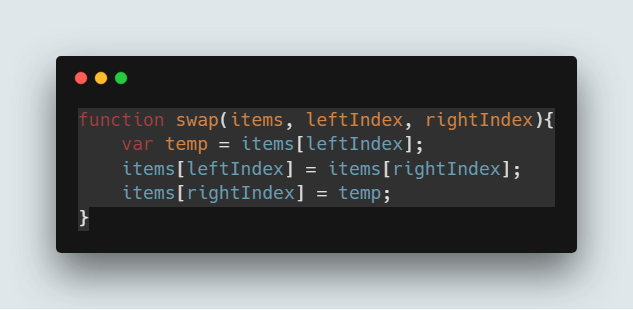 function swap(items, leftIndex, rightIndex){
    var temp = items[leftIndex];
    items[leftIndex] = items[rightIndex];
    items[rightIndex] = temp;
}